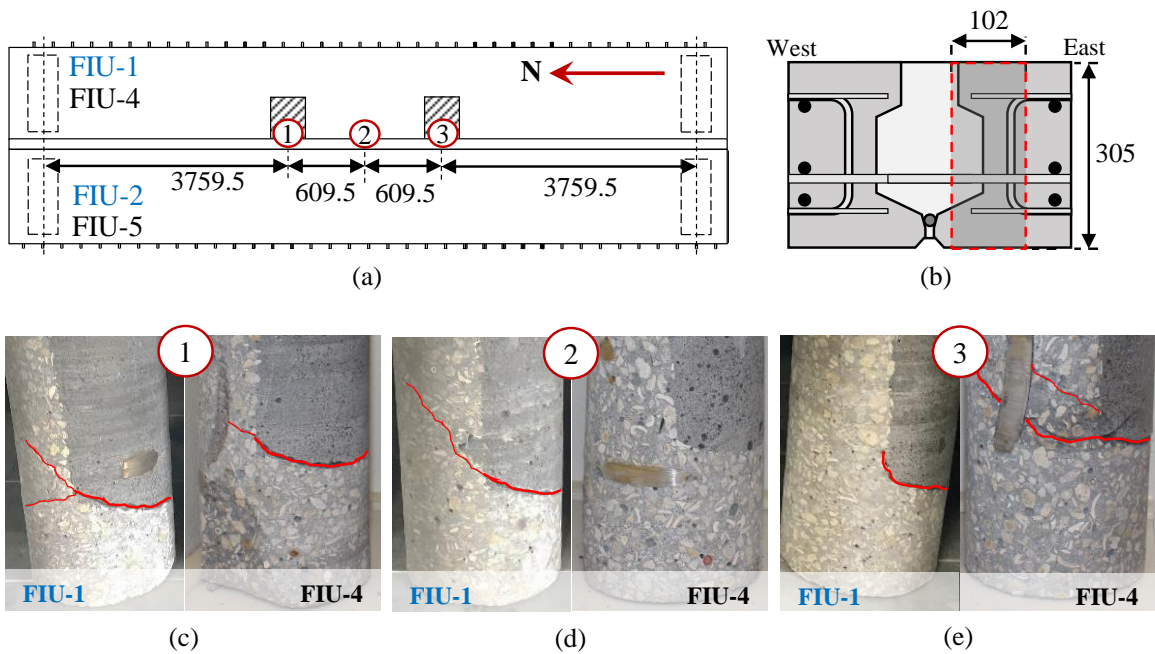 FIU-1
FIU-4
N
1
2
3
3759.5
609.5
609.5
3759.5
FIU-2
FIU-5
(a)
102
West
East
305
(b)
1
FIU-1
FIU-4
(c)
2
FIU-1
FIU-4
(d)
3
FIU-1
FIU-4
(e)